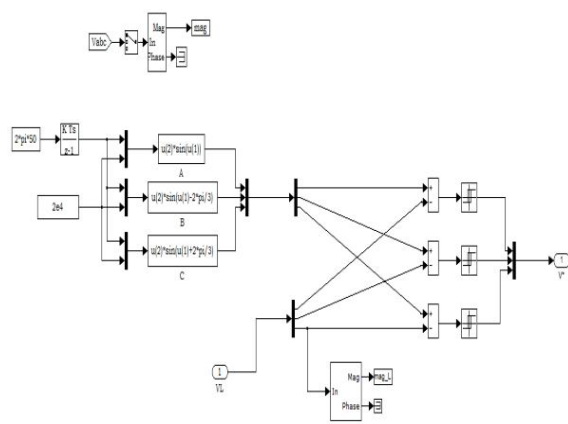 Mag
mag
Vabc
In
Phase
2*pi*50
K Ts
z-1
u(2)*sin(u(1))
A
2e4
u(2)*sin(u(1)-2*pi/3)
B
u(2)*sin(u(1)+2*pi/3)
C
+
-
+
-
+
-
1
V*
1
VL
Mag
mag_L
In
Phase